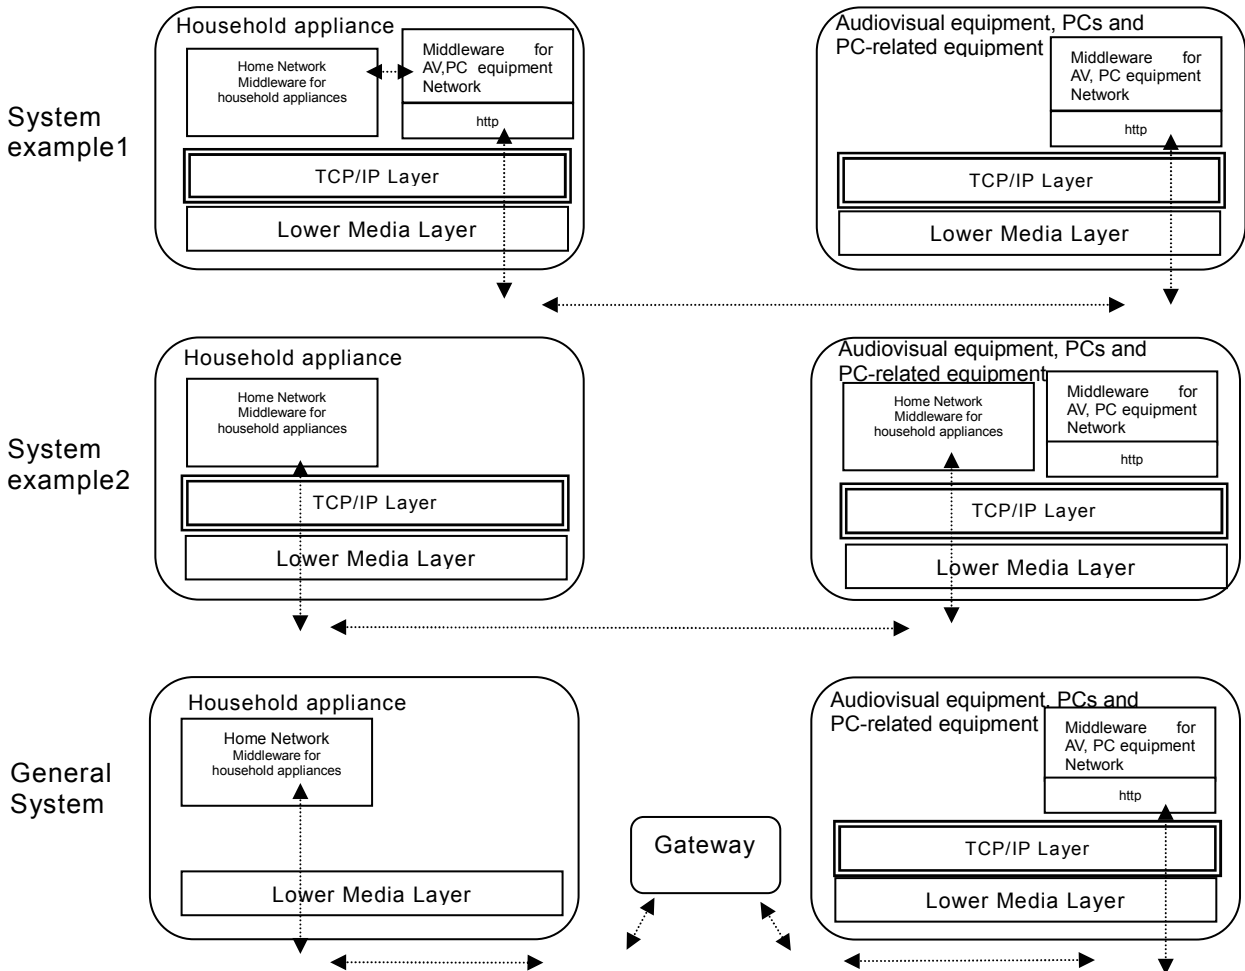 System
example1
Household appliance
Home Network
Middleware for
household appliances
Middleware for
AV,PC equipment
Network
http
TCP/IP Layer
Lower Media Layer
Audiovisual equipment, PCs and
PC-related equipment
Middleware for
AV, PC equipment
Network
http
TCP/IP Layer
Lower Media Layer
System
example2
Household appliance
Home Network
Middleware for
household appliances
TCP/IP Layer
Lower Media Layer
Audiovisual equipment, PCs and
PC-related equipment
Home Network
Middleware for
household appliances
Middleware for
AV, PC equipment
Network
http
TCP/IP Layer
Lower Media Layer
General
System
Household appliance
Home Network
Middleware for
household appliances
Lower Media Layer
Gateway
Audiovisual equipment, PCs and
PC-related equipment
Middleware for
AV, PC equipment
Network
http
TCP/IP Layer
Lower Media Layer